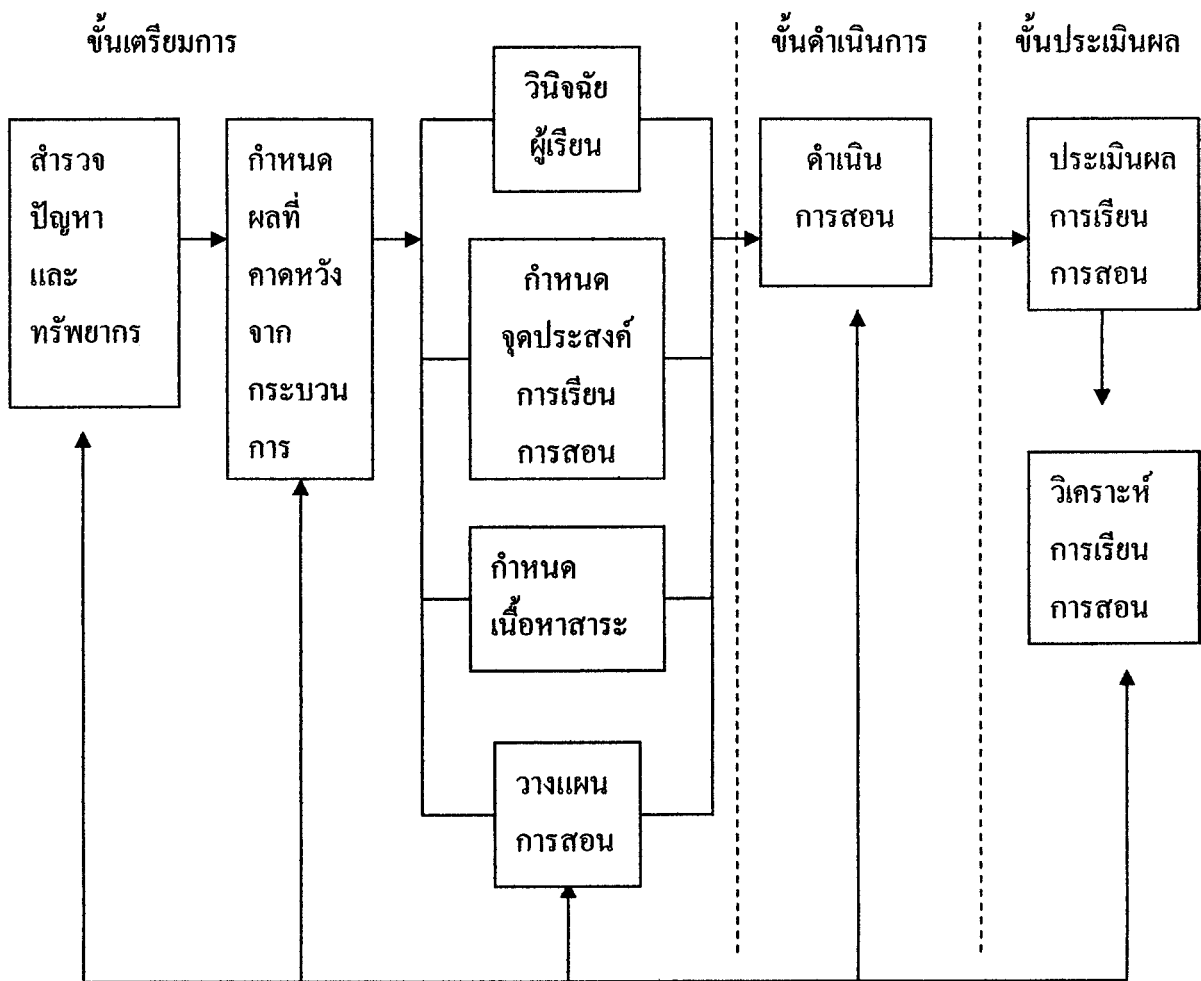 ขั้นเตรียมการ
ขั้นดำเนินการ
ขั้นประเมินผล
สำรวจ
ปัญหา
และ
ทรัพยากร
กำหนด
ผลที่
คาดหวัง
จาก
กระบวน
การ
วินิจฉัย
ผู้เรียน
กำหนด
จุดประสงค์
การเรียน
การสอน
กำหนด
เนื้อหาสาระ
วางแผน
การสอน
ดำเนิน
การสอน
ประเมินผล
การเรียน
การสอน
วิเคราะห์
การเรียน
การสอน